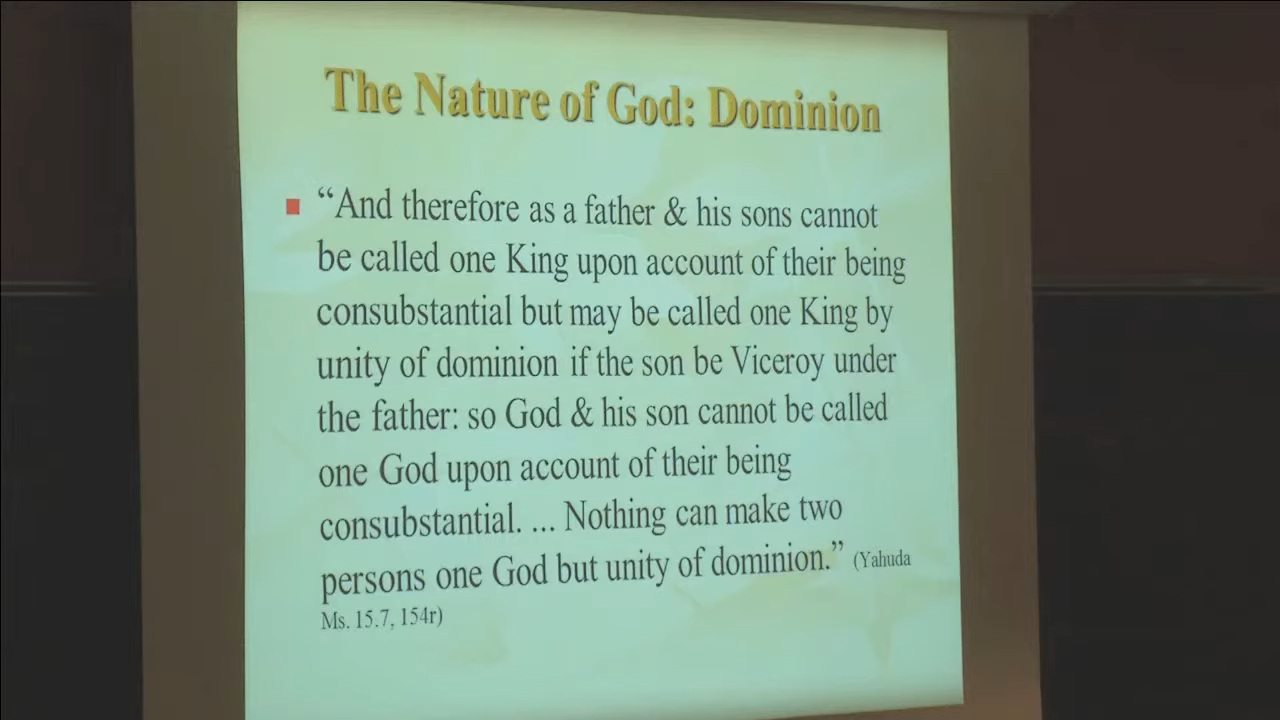 The Nature of God: Dominion
“And therefore as a father & his sons cannot
be called one King upon account of their being
consubstantial but may be called one King by
unity of dominion if the son be Viceroy under
the father: so God & his son cannot be called
one God upon account of their being
consubstantial. ... Nothing can make two
persons one God but unity of dominion.” (Yahuda
Ms. 15.7, 154r)